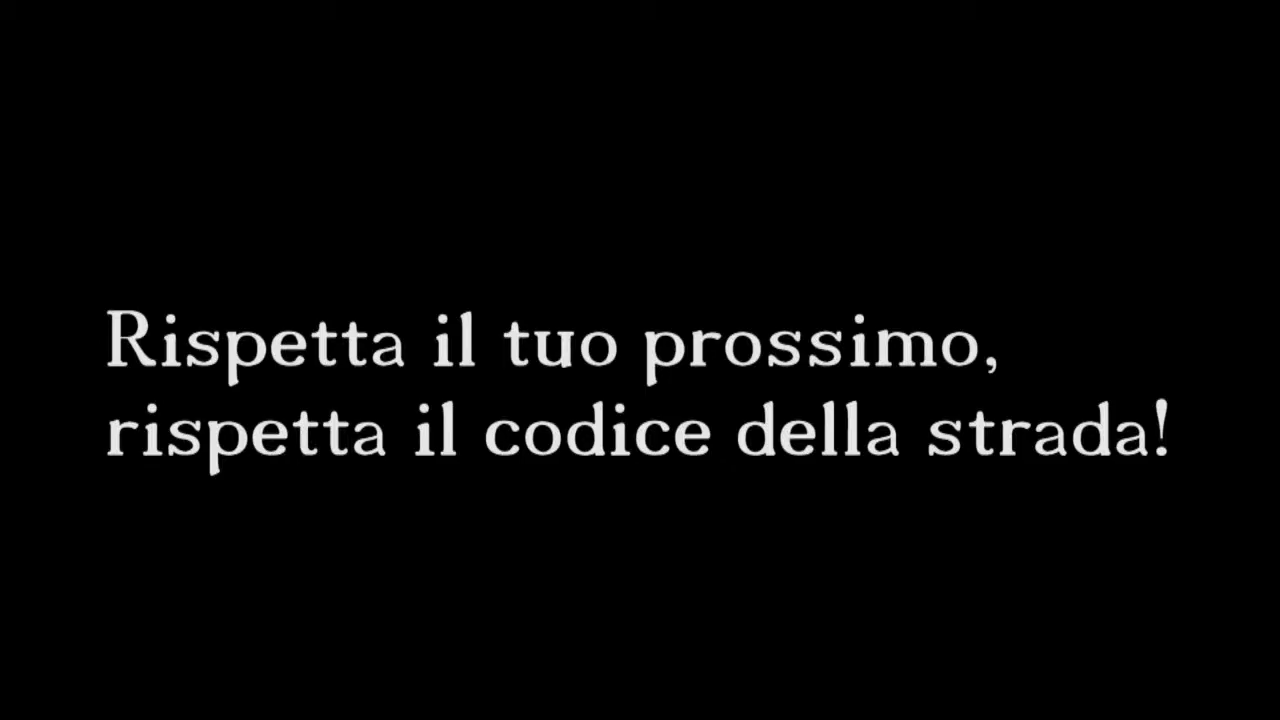 Rispetta il tuo prossimo,
rispetta il codice della strada!